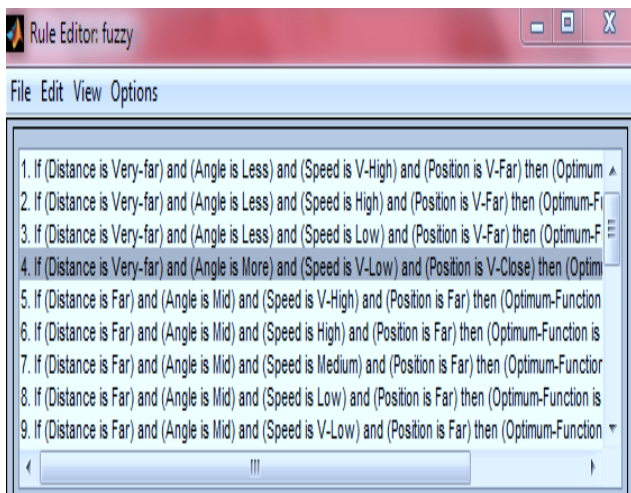 Rule Editor: fuzzy
File Edit View Options
1. If (Distance is Very-far) and (Angle is Less) and (Speed is V-High) and (Position is V-Far) then (Optimum
2. If (Distance is Very-far) and (Angle is Less) and (Speed is High) and (Position is V-Far) then (Optimum-F
3. If (Distance is Very-far) and (Angle is Less) and (Speed is Low) and (Position is V-Far) then (Optimum-F
4. If (Distance is Very-far) and (Angle is More) and (Speed is V-Low) and (Position is V-Close) then (Optim
5. If (Distance is Far) and (Angle is Mid) and (Speed is V-High) and (Position is Far) then (Optimum-Function
6. If (Distance is Far) and (Angle is Mid) and (Speed is High) and (Position is Far) then (Optimum-Function is
7. If (Distance is Far) and (Angle is Mid) and (Speed is Medium) and (Position is Far) then (Optimum-Function
8. If (Distance is Far) and (Angle is Mid) and (Speed is Low) and (Position is Far) then (Optimum-Function is
9. If (Distance is Far) and (Angle is Mid) and (Speed is V-Low) and (Position is Far) then (Optimum-Function